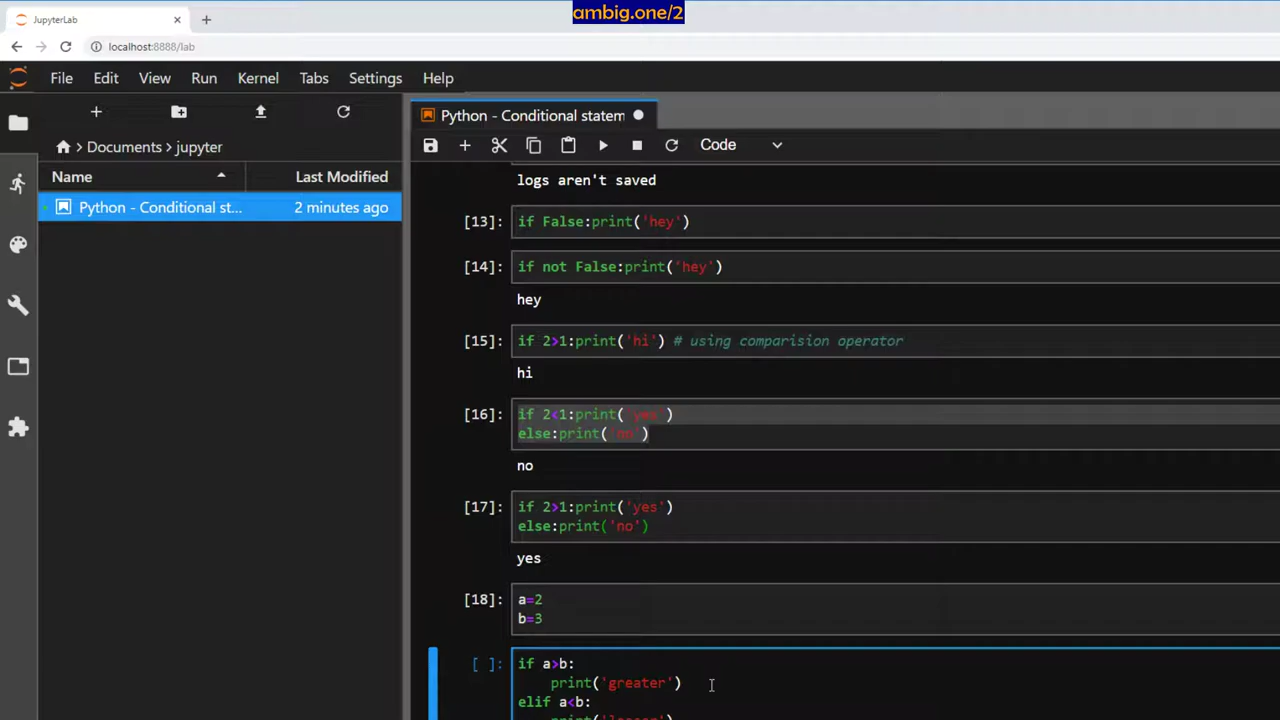 ambig.one/2
JupyterLab
localhost:8888/lab
File Edit View Run Kernel Tabs Settings Help
Python - Conditional statem
Documents > jupyter
Code
Name Last Modified
Python - Conditional st... 2 minutes ago
logs aren't saved
[13]: if False:print('hey')
[14]: if not False:print('hey')
hey
[15]: if 2>1:print('hi') # using comparision operator
hi
[16]: if 2<1:print('yes')
else:print('no')
no
[17]: if 2>1:print('yes')
else:print('no')
yes
[18]: a=2
b=3
[ ]: if a>b:
print('greater')
elif a<b: